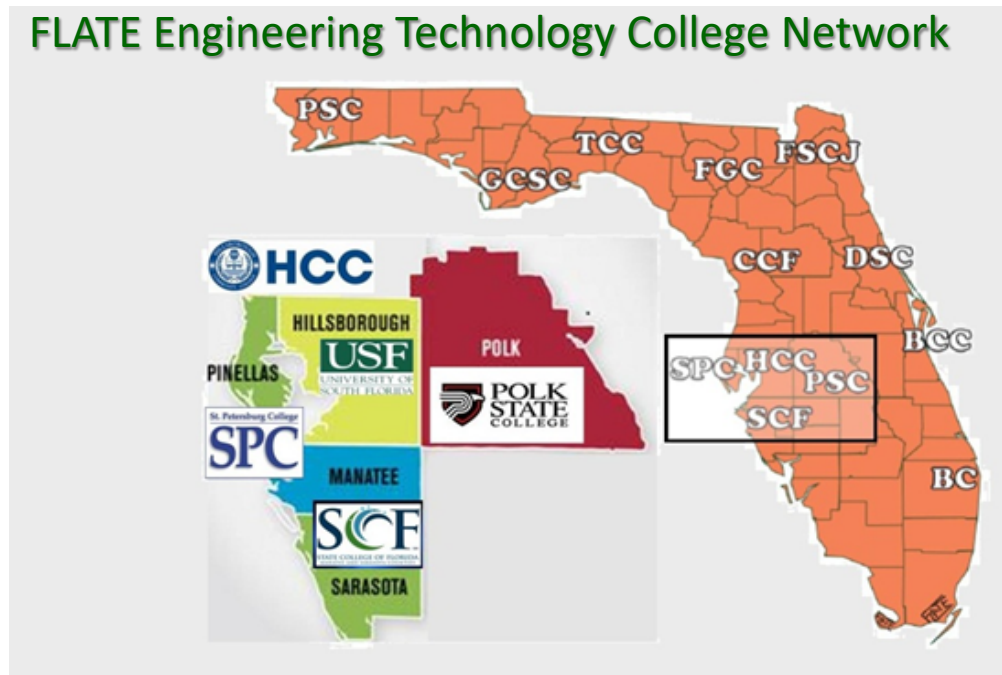 FLATE Engineering Technology College Network
PSC
TCC
FSCJ
FGC
GCSC
CCF
DSC
BCC
SPC
HCC
PSC
SCF
BC
FLATE
HCC
HILLSBOROUGH
USF
UNIVERSITY OF
SOUTH FLORIDA
PINELLAS
St. Petersburg College
SPC
POLK
POLK
STATE
COLLEGE
MANATEE
SCF
STATE COLLEGE OF FLORIDA
SARASOTA